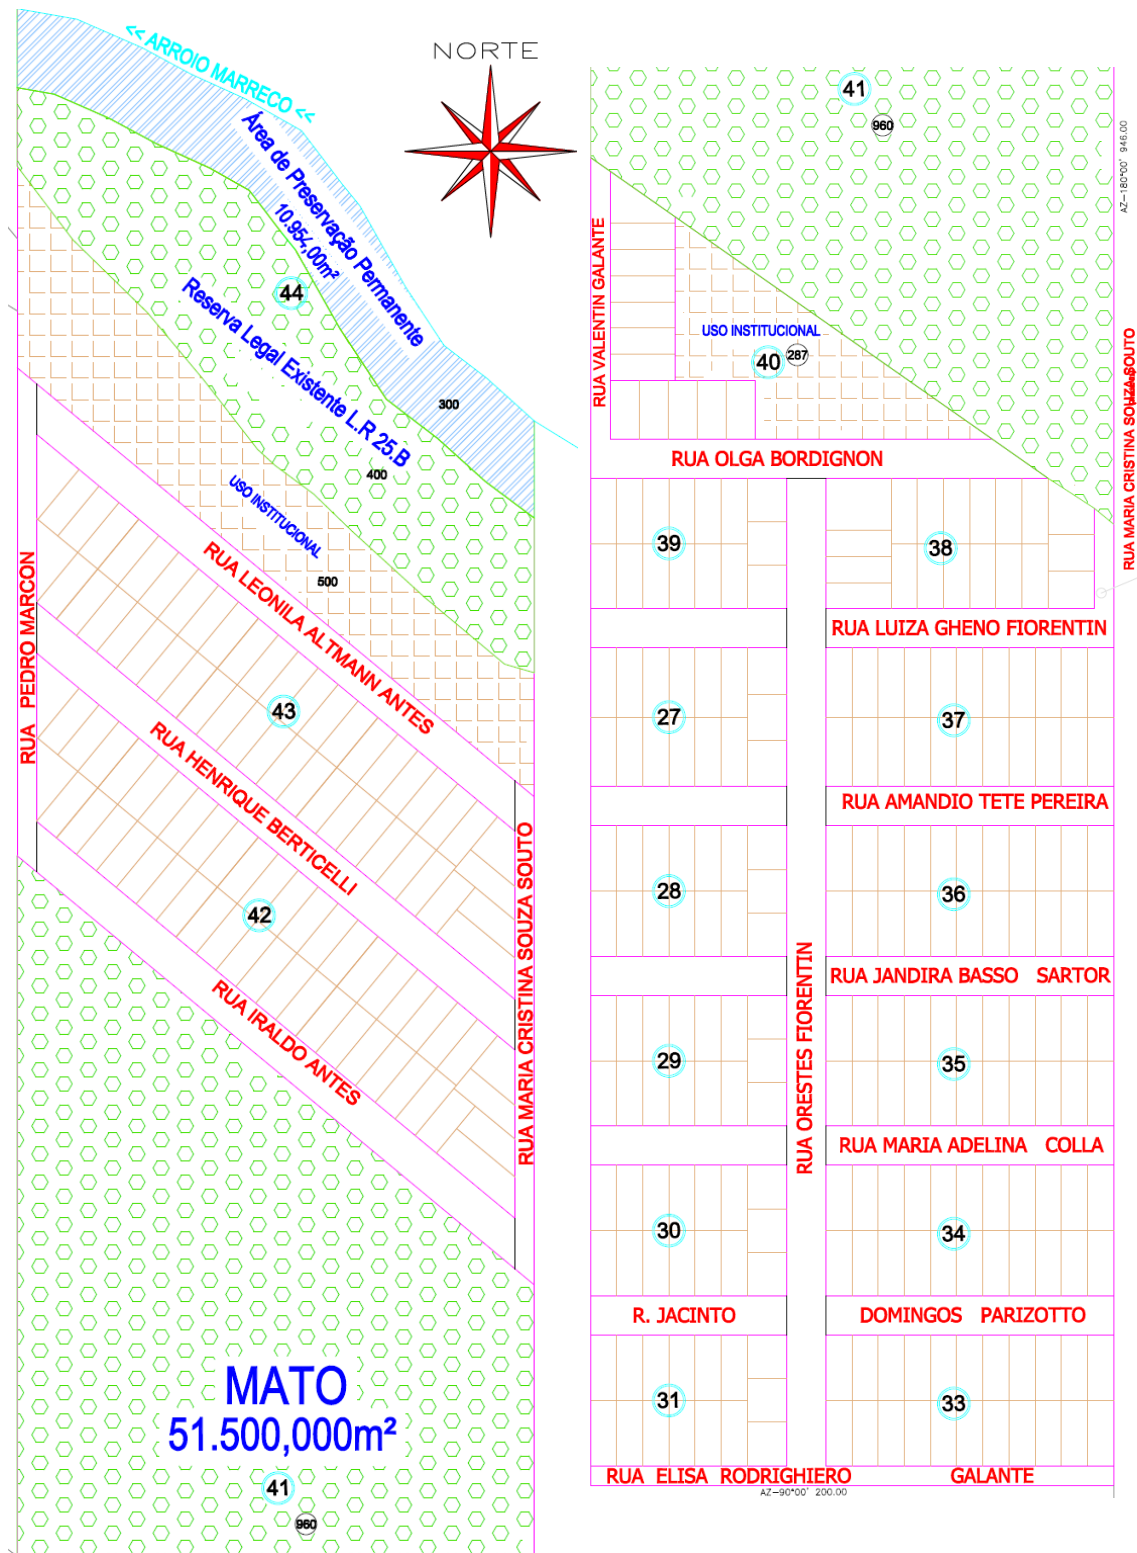 << ARROIO MARRECO <<
Área de Preservação Permanente
10.954,00m²
44
Reserva Legal Existente L.R 25.B
300
400
USO INSTITUCIONAL
500
RUA PEDRO MARCON
RUA LEONILA ALTMANN ANTES
43
RUA HENRIQUE BERTICELLI
42
RUA IRALDO ANTES
RUA MARIA CRISTINA SOUZA SOUTO
MATO
51.500,000m²
41
960
NORTE
41
960
AZ-180°00' 946.00
RUA VALENTIN GALANTE
USO INSTITUCIONAL
40
287
RUA MARIA CRISTINA SOUZA SOUTO
RUA OLGA BORDIGNON
39
38
RUA LUIZA GHENO FIORENTIN
27
37
RUA AMANDIO TETE PEREIRA
28
36
RUA ORESTES FIORENTIN
RUA JANDIRA BASSO SARTOR
29
35
RUA MARIA ADELINA COLLA
30
34
R. JACINTO DOMINGOS PARIZOTTO
31
33
RUA ELISA RODRIGHIERO GALANTE
AZ-90°00' 200.00